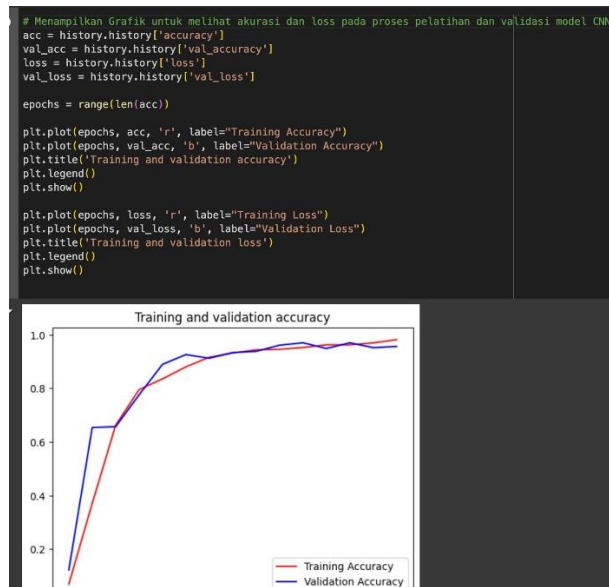 # Menampilkan Grafik untuk melihat akurasi dan loss pada proses pelatihan dan validasi model CNN
acc = history.history['accuracy']
val_acc = history.history['val_accuracy']
loss = history.history['loss']
val_loss = history.history['val_loss']
epochs = range(len(acc))
plt.plot(epochs, acc, 'r', label="Training Accuracy")
plt.plot(epochs, val_acc, 'b', label="Validation Accuracy")
plt.title('Training and validation accuracy')
plt.legend()
plt.show()
plt.plot(epochs, loss, 'r', label="Training Loss")
plt.plot(epochs, val_loss, 'b', label="Validation Loss")
plt.title('Training and validation loss')
plt.legend()
plt.show()
Training and validation accuracy
1.0
0.8
0.6
0.4
0.2
Training Accuracy
Validation Accuracy